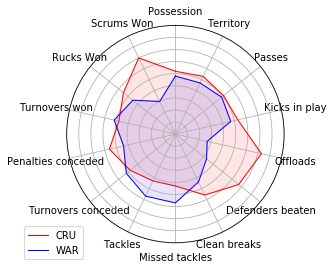 Possession
Scrums Won
Territory
Rucks Won
Passes
Turnovers won
Kicks in play
Penalties conceded
Offloads
Turnovers conceded
Defenders beaten
Tackles
Clean breaks
Missed tackles
CRU
WAR